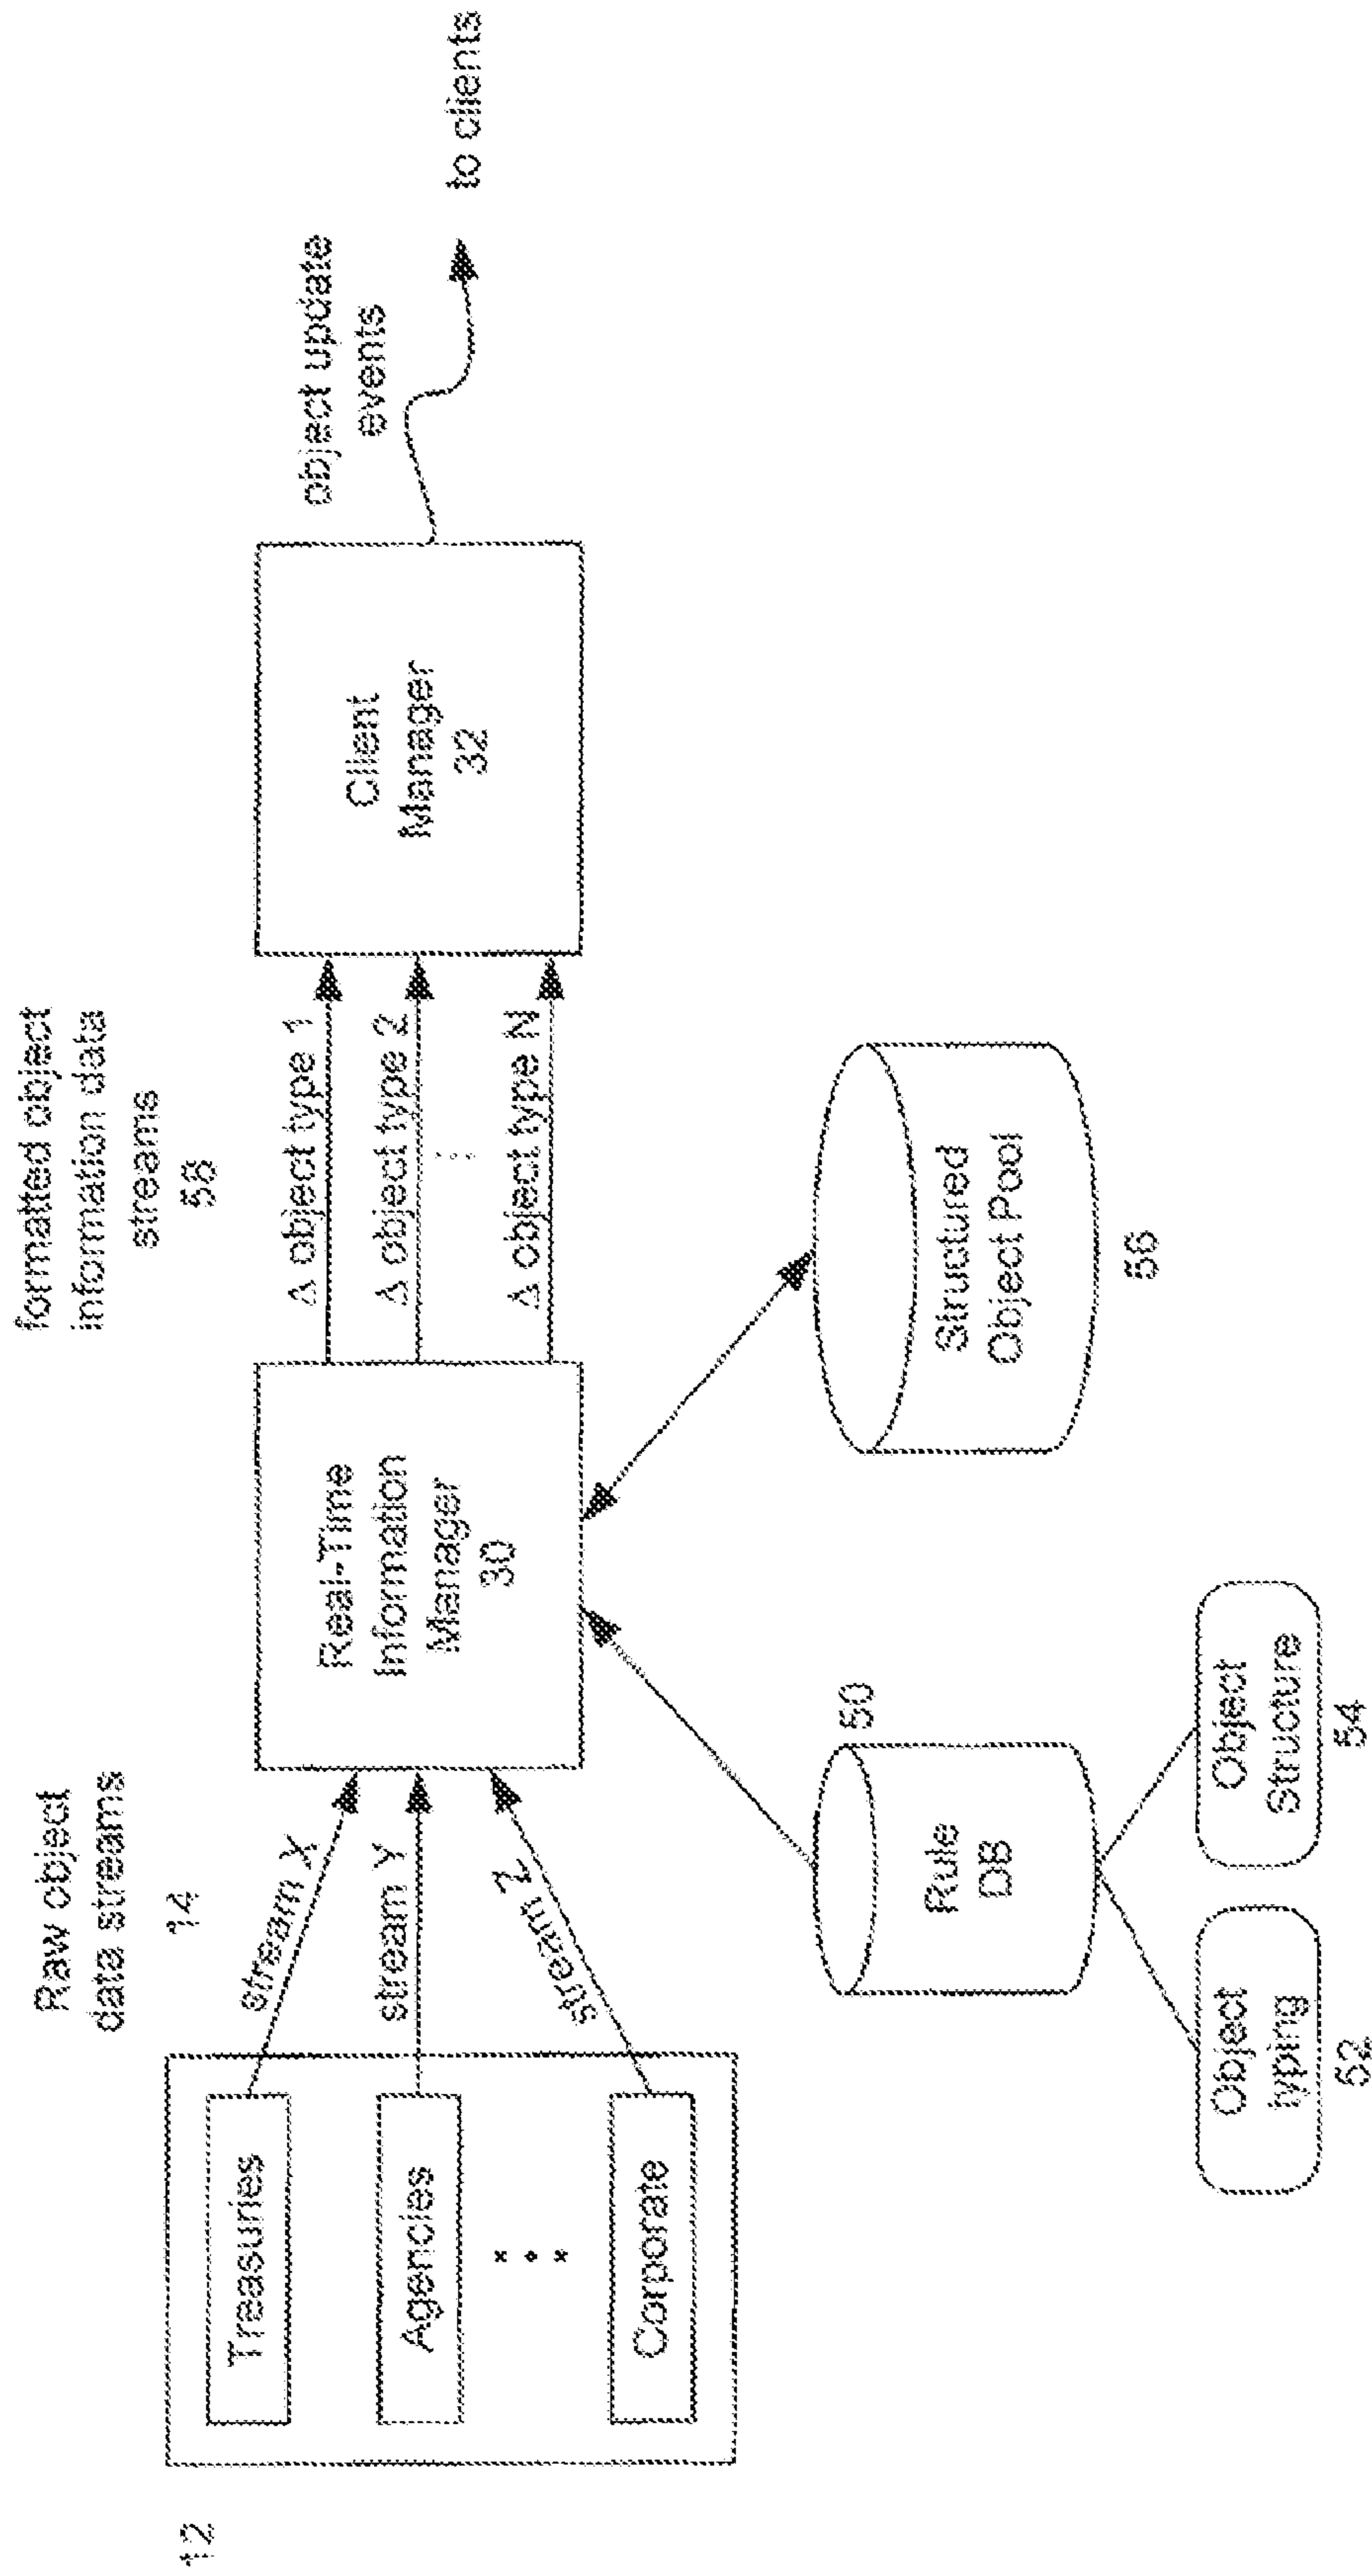 12
Treasuries
Agencies
Corporate
Raw object
data streams
14
stream X
stream Y
stream Z
Real-Time
Information
Manager
30
formatted object
information data
streams
58
Δ object type 1
Δ object type 2
Δ object type N
Client
Manager
32
object update
events
to clients
Rule
DB
50
Object
typing
52
Object
Structure
54
Structured
Object Pool
56